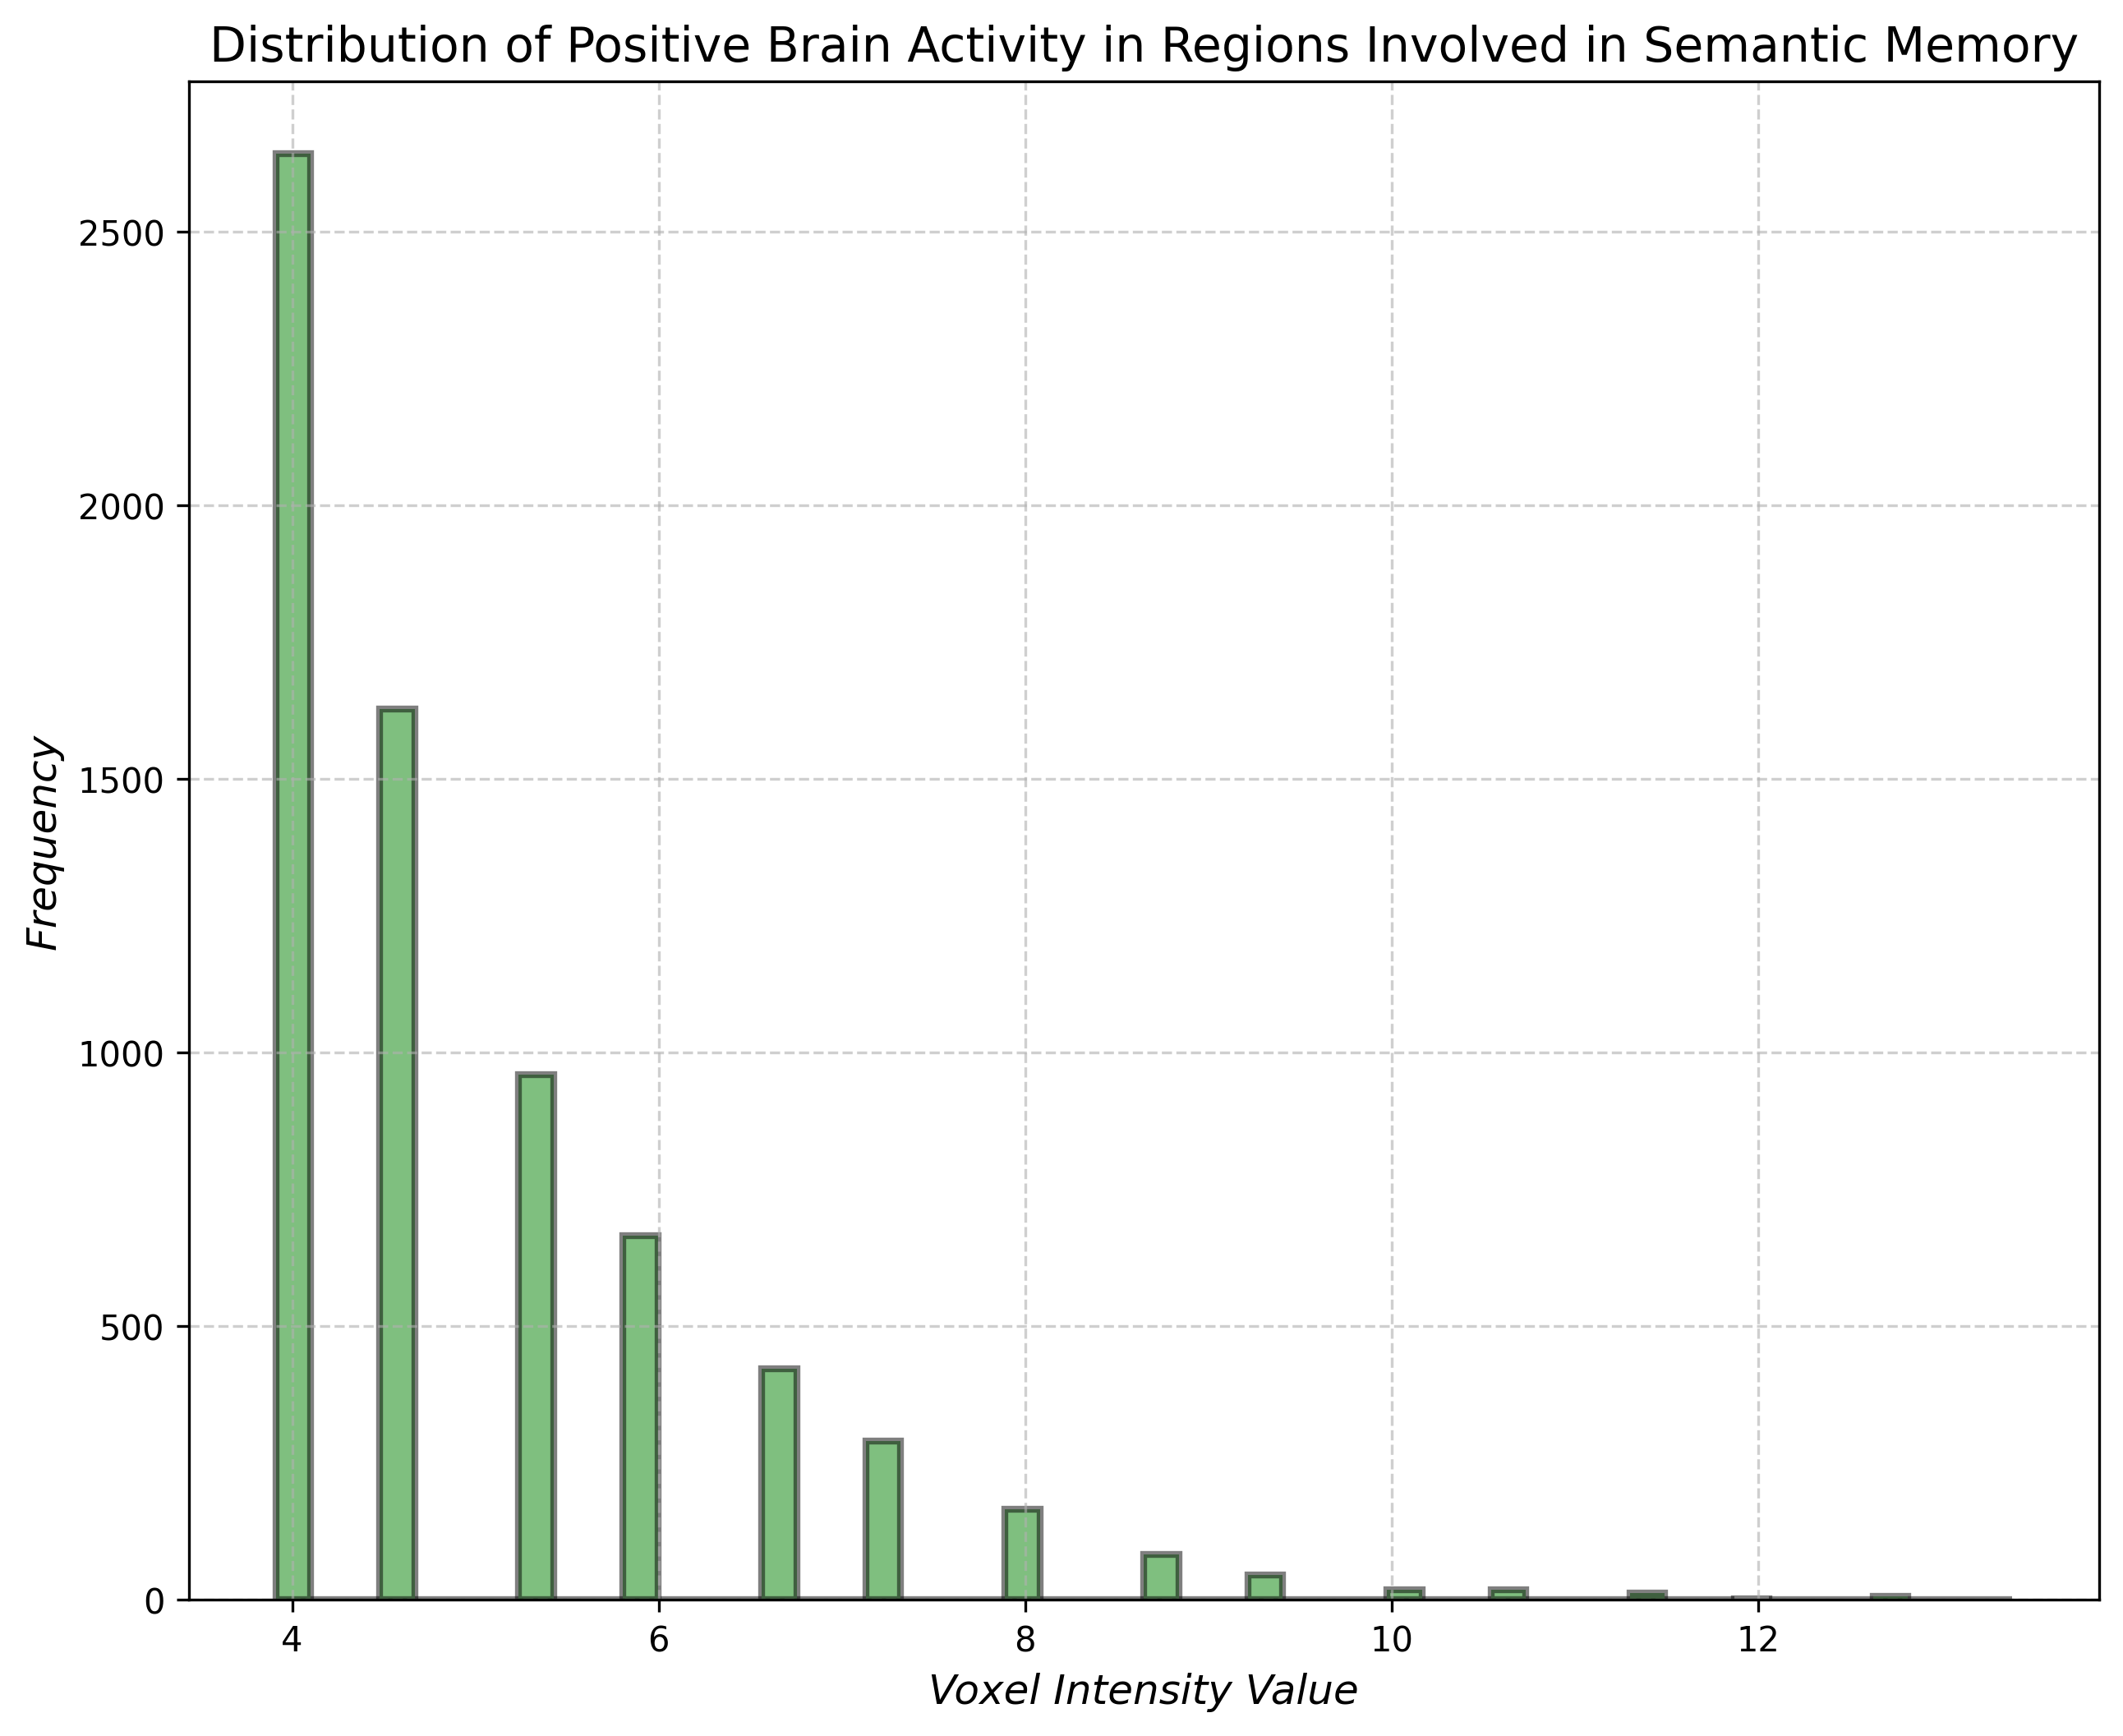 Distribution of Positive Brain Activity in Regions Involved in Semantic Memory
2500
2000
1500
1000
500
0
Frequency
4 6 8 10 12
Voxel Intensity Value